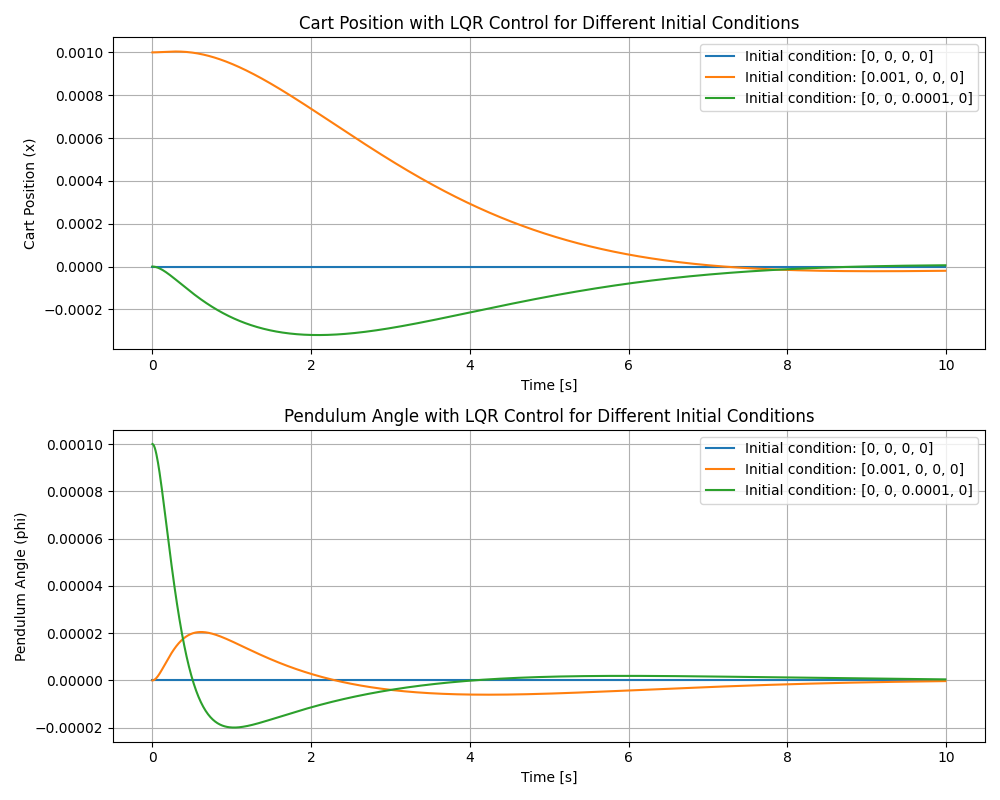 Cart Position with LQR Control for Different Initial Conditions
Initial condition: [0, 0, 0, 0]
Initial condition: [0.001, 0, 0, 0]
Initial condition: [0, 0, 0.0001, 0]
Cart Position (x)
0.0010
0.0008
0.0006
0.0004
0.0002
0.0000
−0.0002
0 2 4 6 8 10
Time [s]
Pendulum Angle with LQR Control for Different Initial Conditions
Initial condition: [0, 0, 0, 0]
Initial condition: [0.001, 0, 0, 0]
Initial condition: [0, 0, 0.0001, 0]
Pendulum Angle (phi)
0.00010
0.00008
0.00006
0.00004
0.00002
0.00000
−0.00002
0 2 4 6 8 10
Time [s]